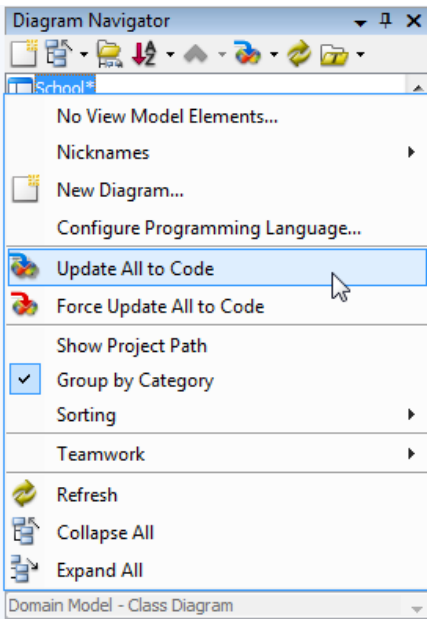 Diagram Navigator
School*
No View Model Elements...
Nicknames
New Diagram...
Configure Programming Language...
Update All to Code
Force Update All to Code
Show Project Path
Group by Category
Sorting
Teamwork
Refresh
Collapse All
Expand All
Domain Model - Class Diagram